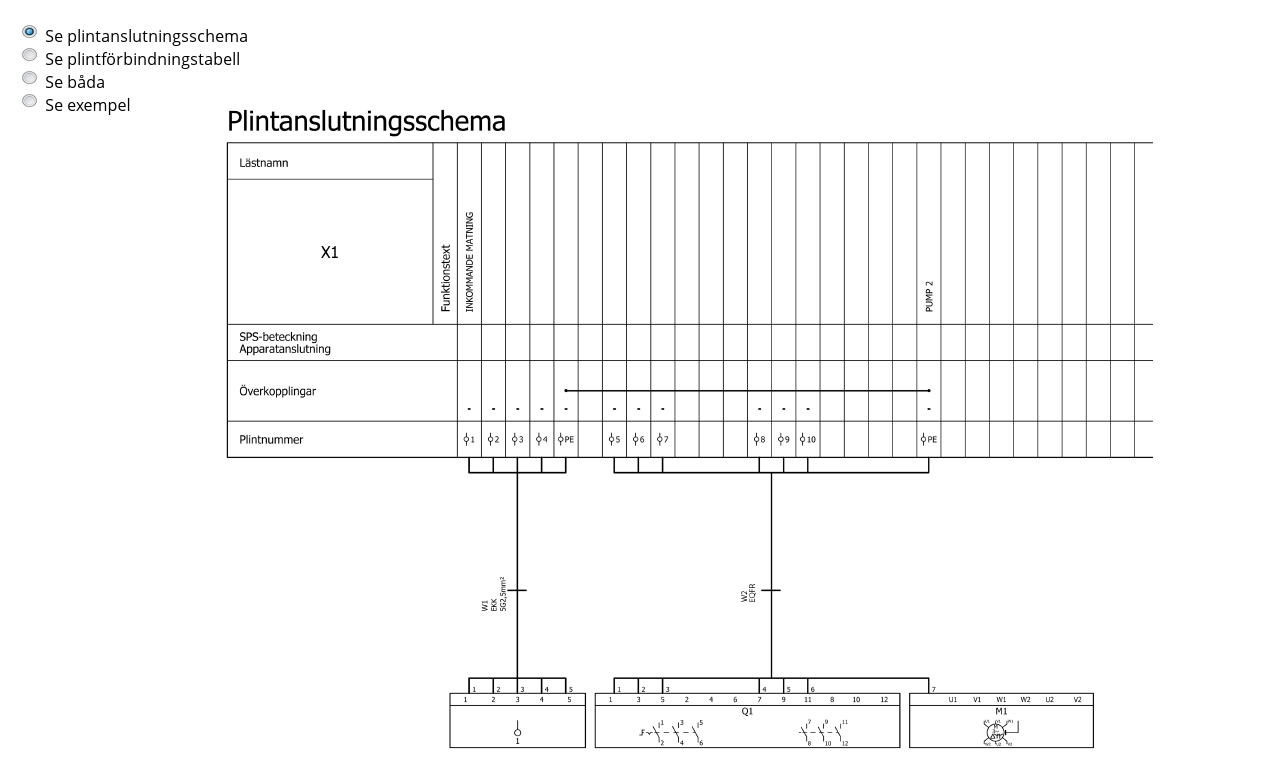 Se plintanslutningsschema
Se plintförbindningstabell
Se båda
Se exempel
Plintanslutningsschema
Lästnamn
X1
Funktionstext
INKOMMANDE MATNING
PUMP 2
SPS-beteckning
Apparatanslutning
Överkopplingar
- - - - - - - - - - - -
Plintnummer
1 2 3 4 PE 5 6 7 8 9 10 PE
W1
EKK
5G2,5mm²
W2
EQFR
1 2 3 4 5 1 2 3 4 5 6 7
1 2 3 4 5
1 3 5 2 4 6 7 9 11 8 10 12
U1 V1 W1 W2 U2 V2
Q1
M1
1 3 5
2 4 6
7 9 11
8 10 12
1